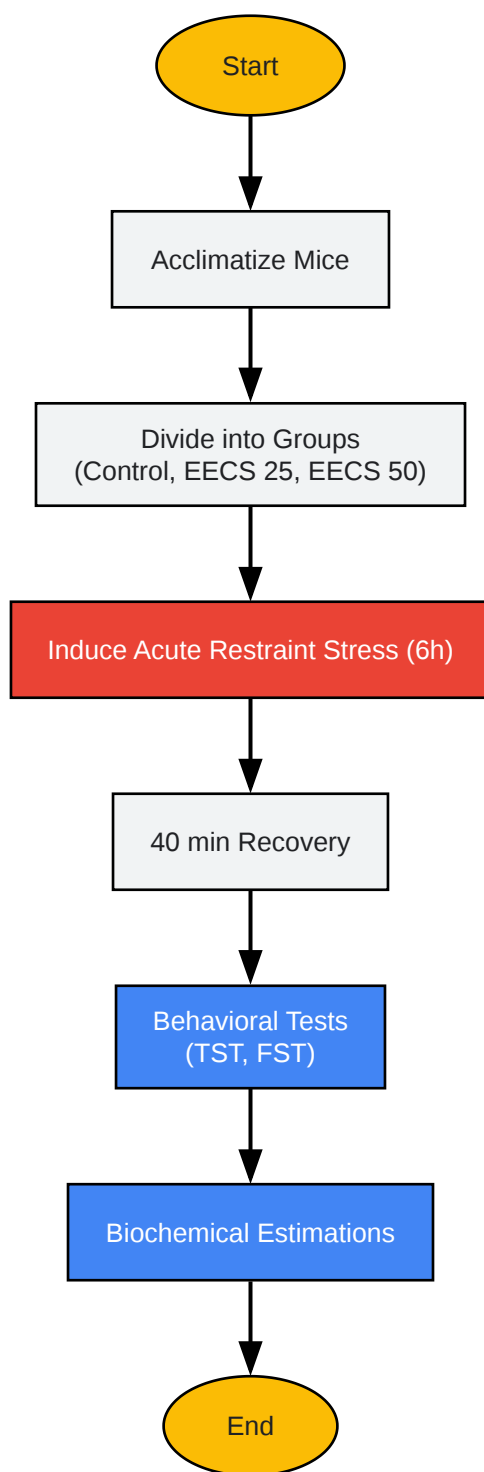 Start
Acclimatize Mice
Divide into Groups
(Control, EECS 25, EECS 50)
Induce Acute Restraint Stress (6h)
40 min Recovery
Behavioral Tests
(TST, FST)
Biochemical Estimations
End